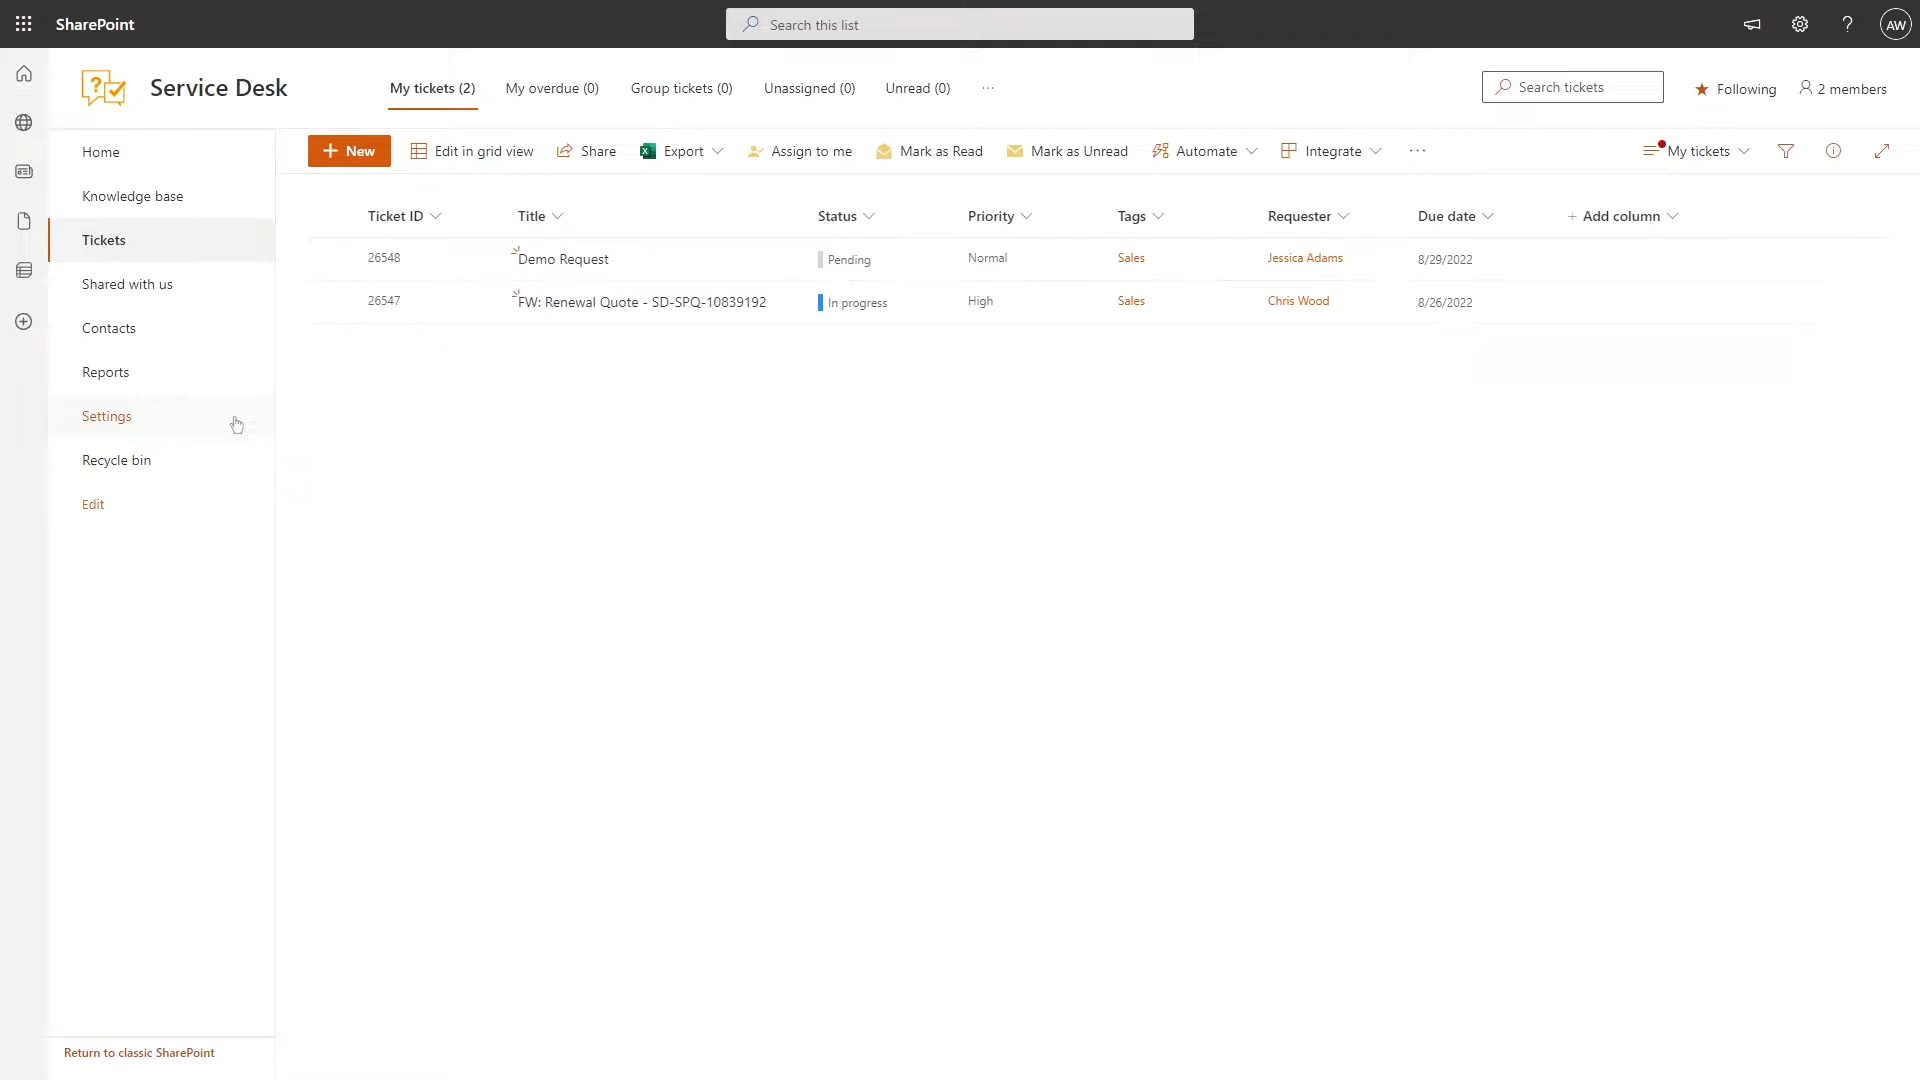 SharePoint
Search this list
AW
Service Desk
My tickets (2)
My overdue (0)
Group tickets (0)
Unassigned (0)
Unread (0)
...
Search tickets
Following
2 members
Home
Knowledge base
Tickets
Shared with us
Contacts
Reports
Settings
Recycle bin
Edit
Return to classic SharePoint
+ New
Edit in grid view
Share
Export
Assign to me
Mark as Read
Mark as Unread
Automate
Integrate
...
My tickets
Ticket ID Title Status Priority Tags Requester Due date + Add column
26548 Demo Request Pending Normal Sales Jessica Adams 8/29/2022
26547 FW: Renewal Quote - SD-SPQ-10839192 In progress High Sales Chris Wood 8/26/2022